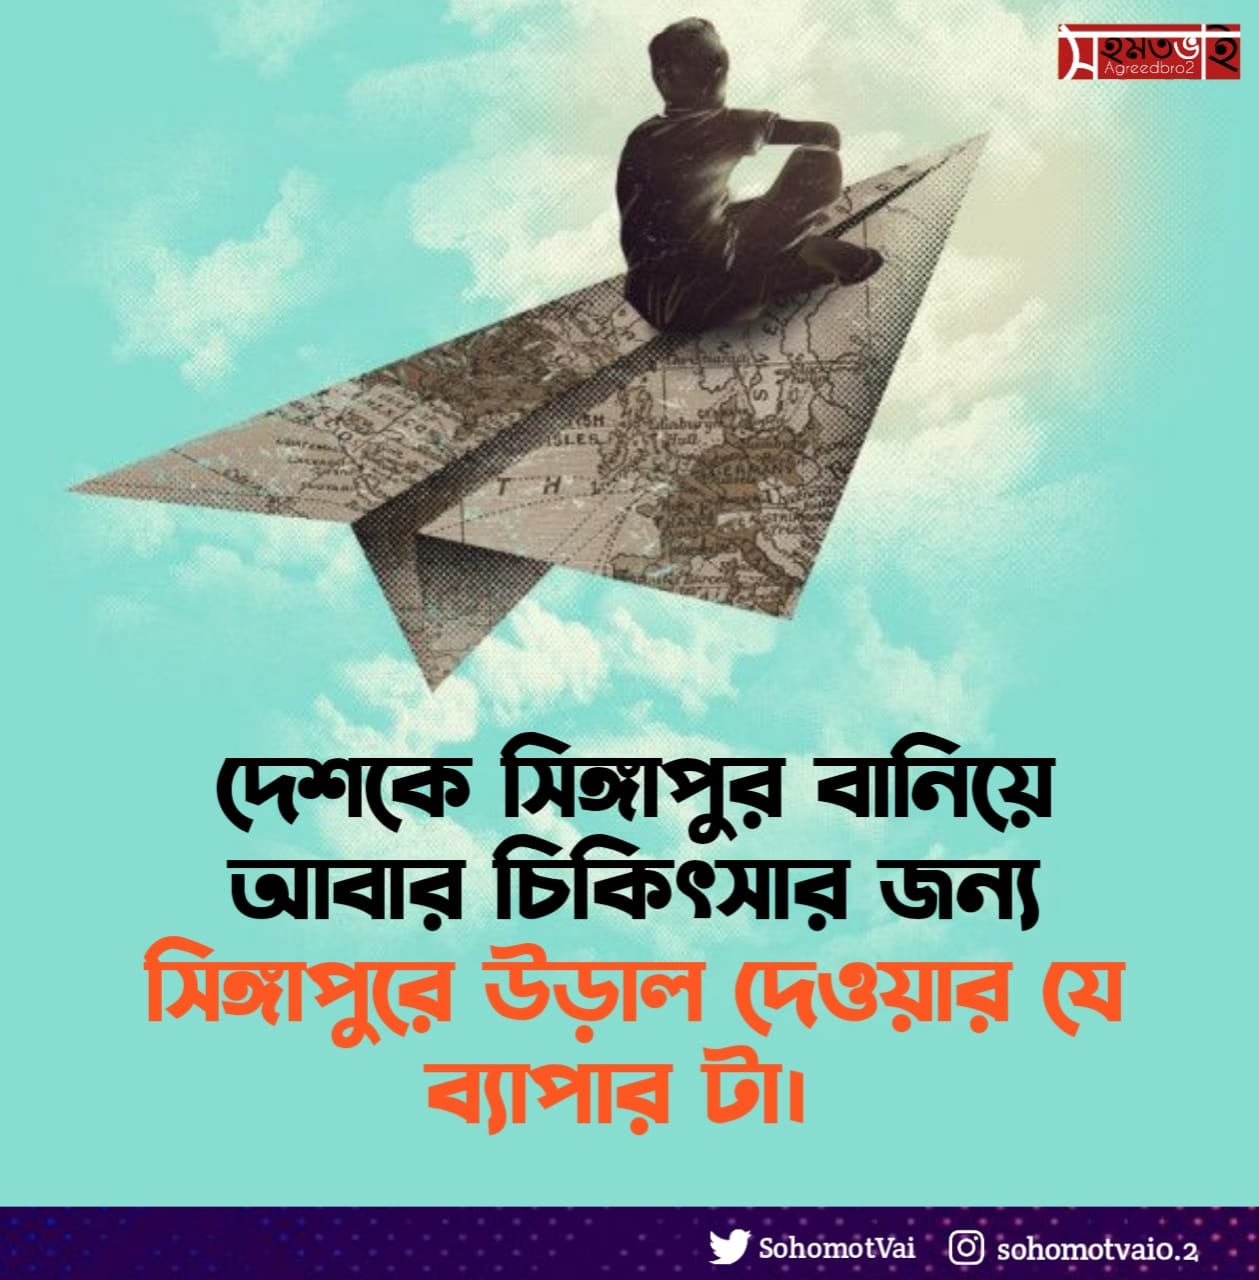 সহমতভাই
Agreedbro2
দেশকে সিঙ্গাপুর বানিয়ে
আবার চিকিৎসার জন্য
সিঙ্গাপুরে উড়াল দেওয়ার যে
ব্যাপার টা।
SohomotVai sohomotvaio.2